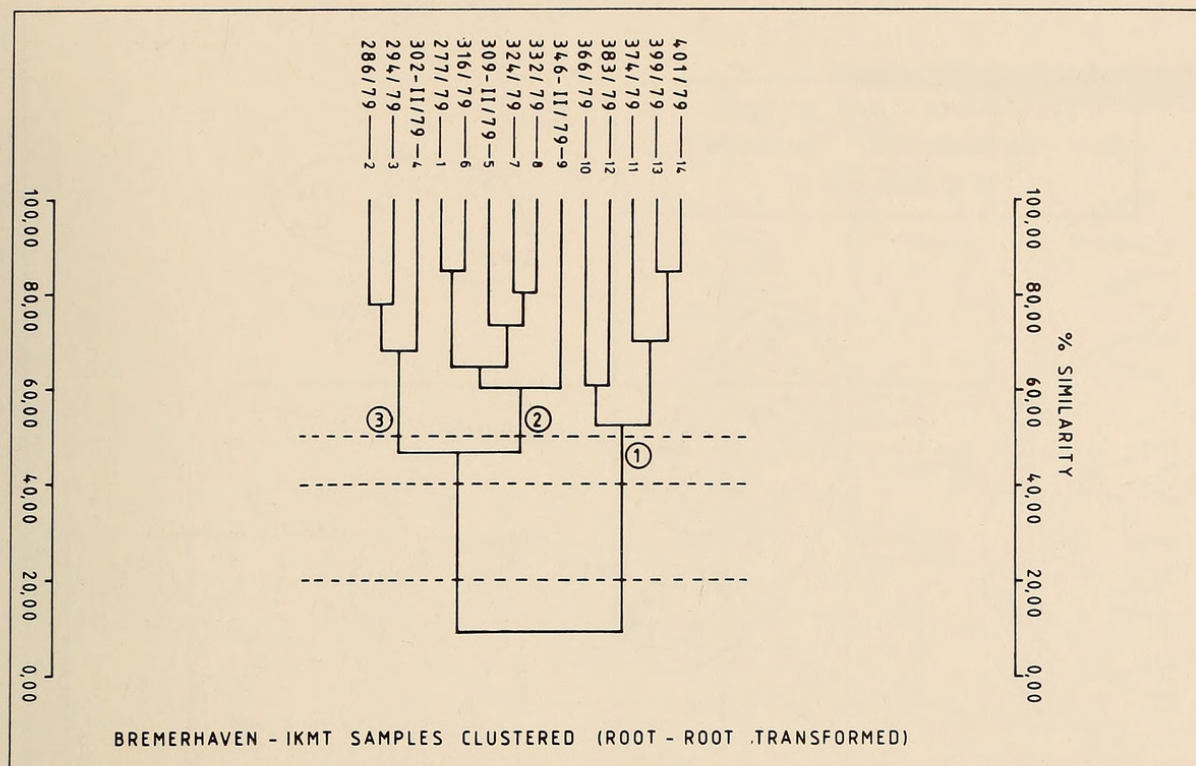 286/79 — 2
294/79 — 3
302-II/79 - 4
277/79 — 1
316/79 — 6
309-II/79 - 5
324/79 — 7
332/79 — 8
346-II/79 - 9
366/79 — 10
383/79 — 12
374/79 — 11
399/79 — 13
401/79 — 14
100,00
80,00
60,00
40,00
20,00
0,00
100,00
80,00
60,00
40,00
20,00
0,00
% SIMILARITY
3
2
1
BREMERHAVEN - IKMT SAMPLES CLUSTERED (ROOT - ROOT .TRANSFORMED)